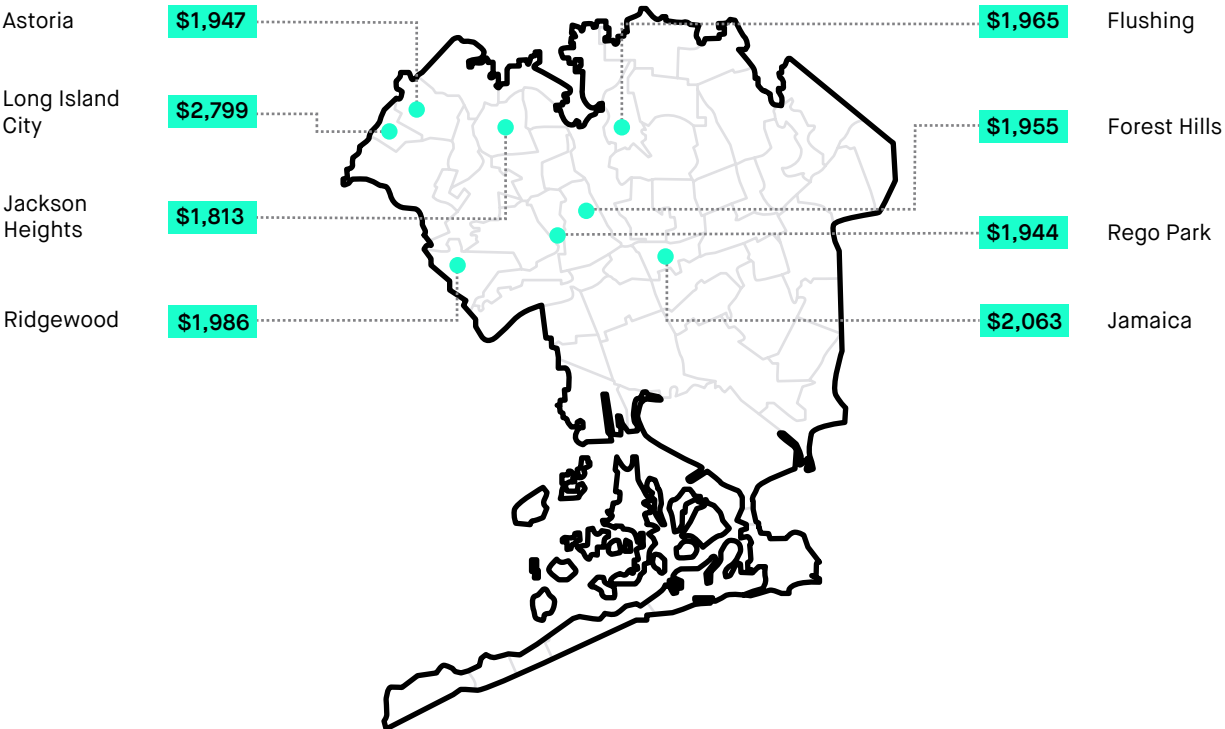 Astoria
$1,947
Long Island
City
$2,799
Jackson
Heights
$1,813
Ridgewood
$1,986
$1,965
Flushing
$1,955
Forest Hills
$1,944
Rego Park
$2,063
Jamaica